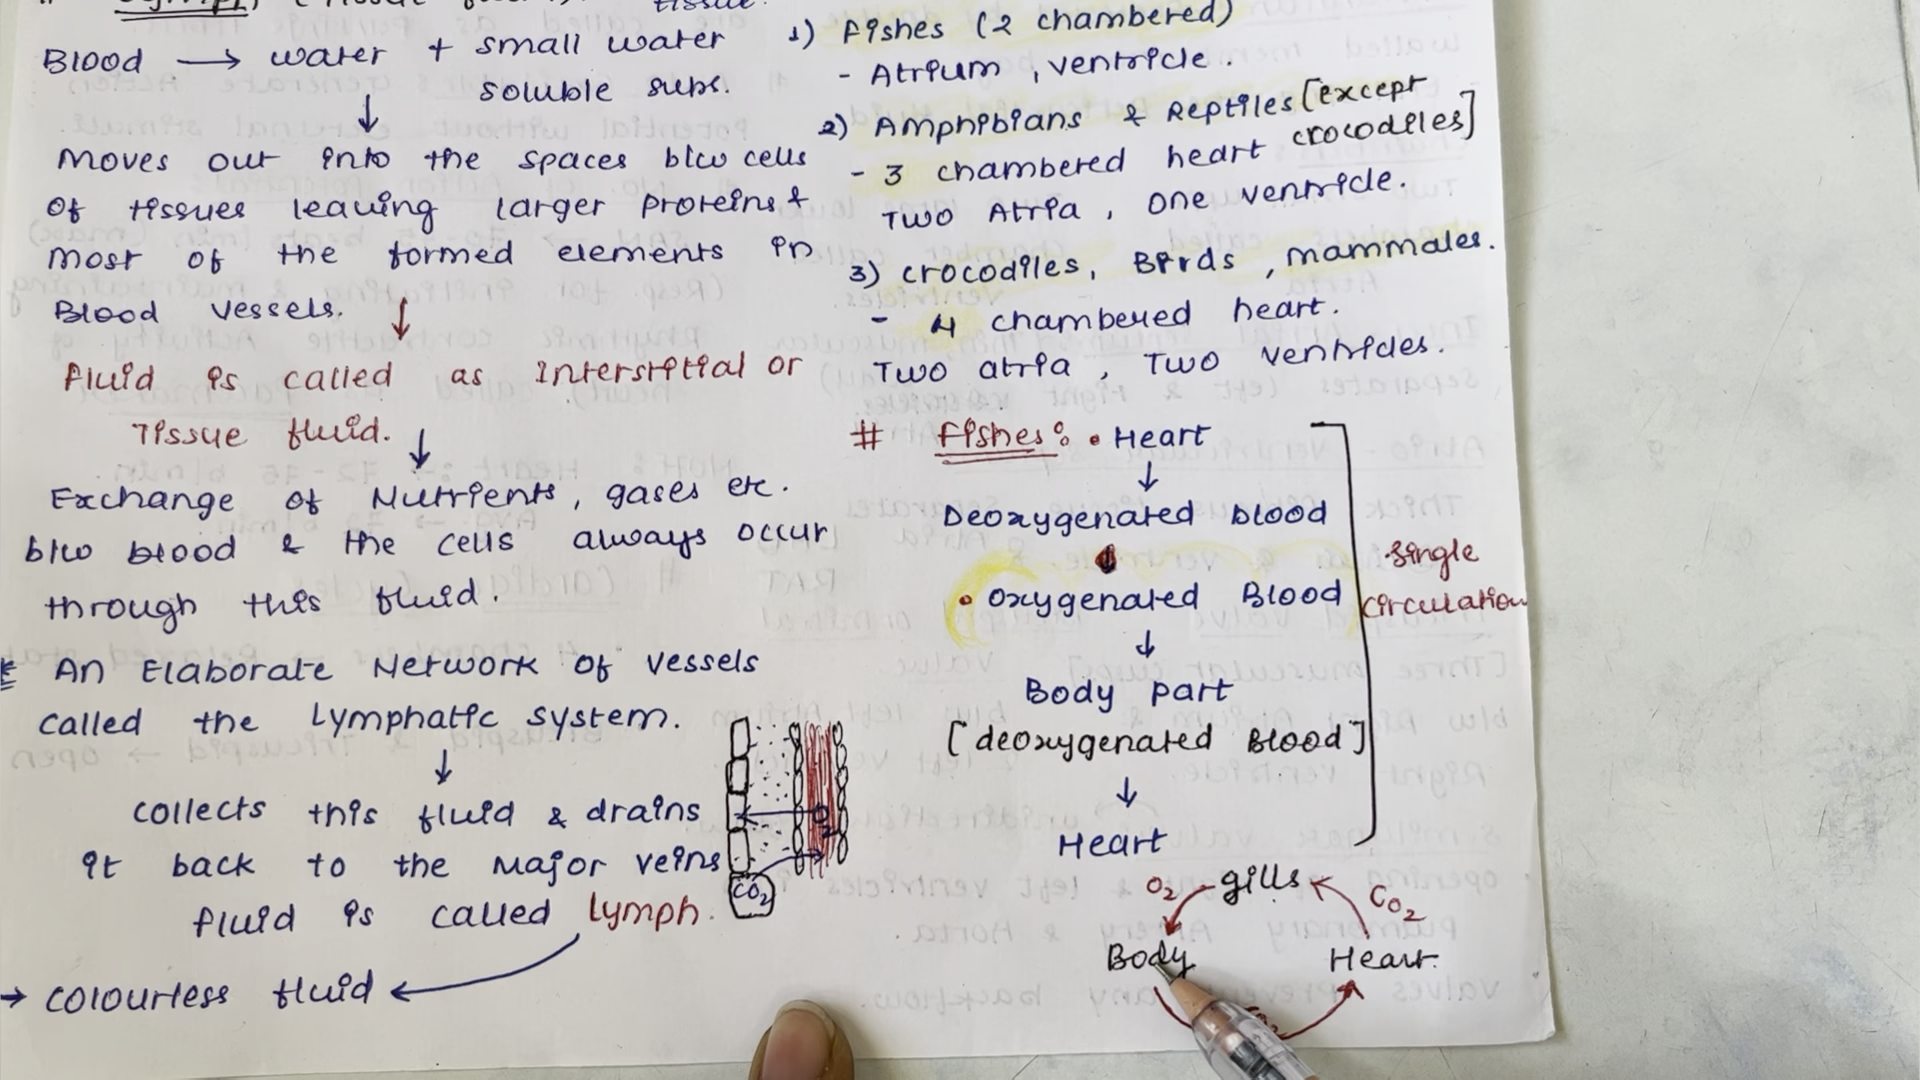 Blood → water + small water
soluble subs.
↓
Moves out into the spaces b/w cells
of tissues leaving larger proteins &
most of the formed elements in
Blood vessels. ↓
Fluid is called as Interstitial or
Tissue fluid. ↓
Exchange of Nutrients, gases etc.
b/w blood & the cells always occur
through this fluid.
An Elaborate Network of vessels
called the Lymphatic system.
↓
collects this fluid & drains
it back to the Major veins
fluid is called lymph.
→ colourless fluid ←
O2
CO2
1) Fishes (2 chambered)
- Atrium, ventricle.
2) Amphibians & Reptiles [except
crocodiles]
- 3 chambered heart
Two Atria, one ventricle.
3) crocodiles, Birds, mammales.
- 4 chambered heart.
Two atria, Two ventricles.
# Fishes: • Heart
↓
Deoxygenated blood
• Oxygenated Blood
↓
Body part
[deoxygenated Blood]
↓
Heart
single
circulation
O2 gills CO2
Body Heart